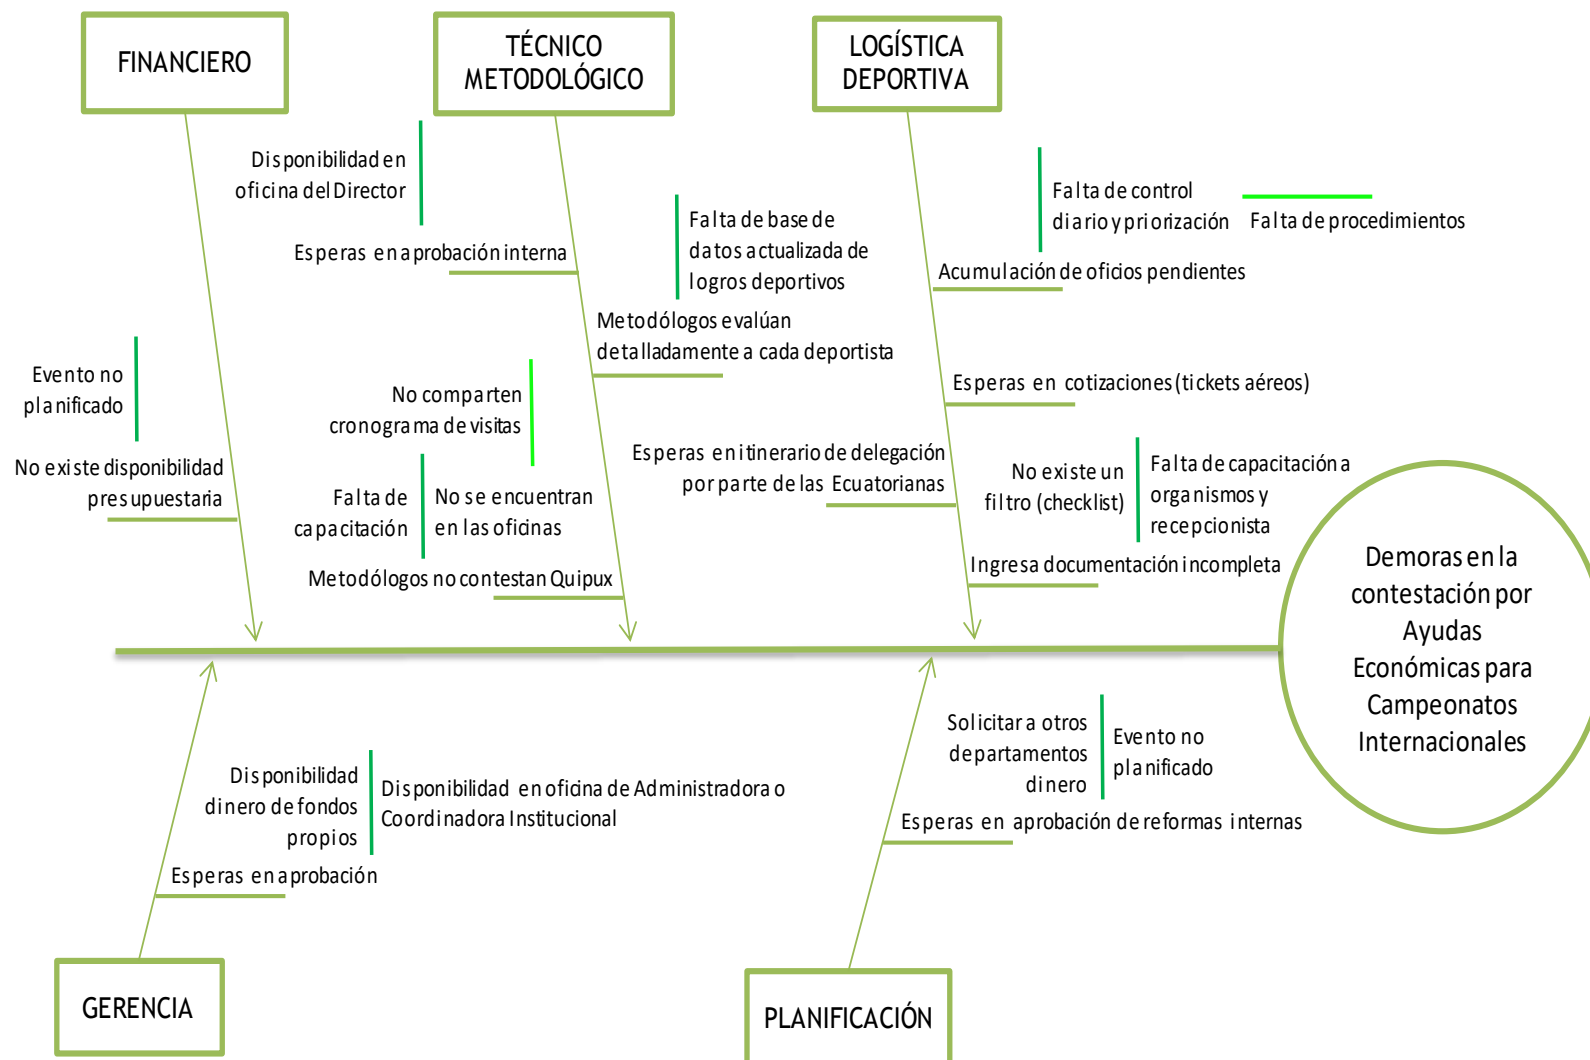 FINANCIERO
TÉCNICO
METODOLÓGICO
LOGÍSTICA
DEPORTIVA
Disponibilidad en
oficina del Director
Esperas en aprobación interna
Falta de base de
datos actualizada de
logros deportivos
Metodólogos evalúan
detalladamente a cada deportista
Falta de control
diario y priorización
Falta de procedimientos
Acumulación de oficios pendientes
Evento no
planificado
No existe disponibilidad
presupuestaria
No comparten
cronograma de visitas
Falta de
capacitación
No se encuentran
en las oficinas
Metodólogos no contestan Quipux
Esperas en cotizaciones (tickets aéreos)
Esperas en itinerario de delegación
por parte de las Ecuatorianas
No existe un
filtro (checklist)
Falta de capacitación a
organismos y
recepcionista
Ingresa documentación incompleta
Demoras en la
contestación por
Ayudas
Económicas para
Campeonatos
Internacionales
Disponibilidad
dinero de fondos
propios
Disponibilidad en oficina de Administradora o
Coordinadora Institucional
Esperas en aprobación
Solicitar a otros
departamentos
dinero
Evento no
planificado
Esperas en aprobación de reformas internas
GERENCIA
PLANIFICACIÓN